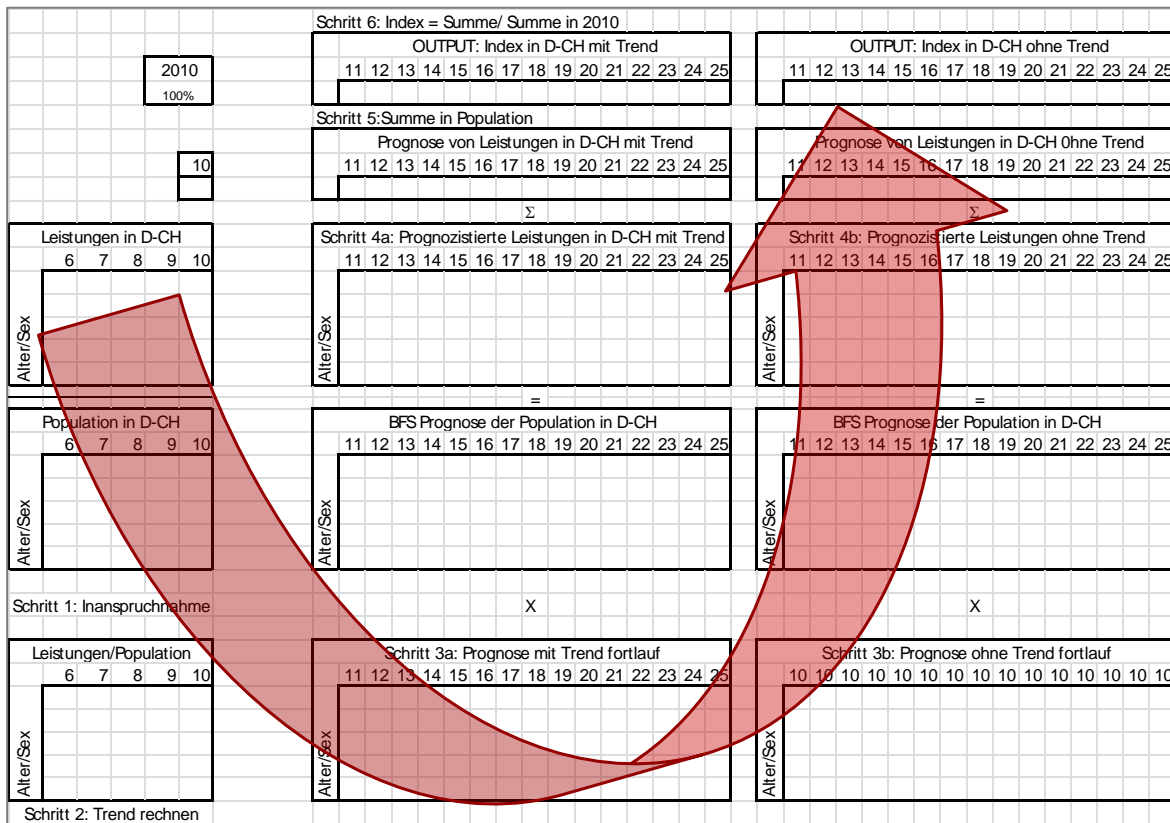 Schritt 6: Index = Summe/ Summe in 2010
OUTPUT: Index in D-CH mit Trend
OUTPUT: Index in D-CH ohne Trend
2010
11 12 13 14 15 16 17 18 19 20 21 22 23 24 25
11 12 13 14 15 16 17 18 19 20 21 22 23 24 25
100%
Schritt 5:Summe in Population
Prognose von Leistungen in D-CH mit Trend
Prognose von Leistungen in D-CH 0hne Trend
10
11 12 13 14 15 16 17 18 19 20 21 22 23 24 25
11 12 13 14 15 16 17 18 19 20 21 22 23 24 25
Σ
Σ
Leistungen in D-CH
Schritt 4a: Prognozistierte Leistungen in D-CH mit Trend
Schritt 4b: Prognozistierte Leistungen ohne Trend
6 7 8 9 10
11 12 13 14 15 16 17 18 19 20 21 22 23 24 25
11 12 13 14 15 16 17 18 19 20 21 22 23 24 25
Alter/Sex
Alter/Sex
Alter/Sex
=
=
Population in D-CH
BFS Prognose der Population in D-CH
BFS Prognose der Population in D-CH
6 7 8 9 10
11 12 13 14 15 16 17 18 19 20 21 22 23 24 25
11 12 13 14 15 16 17 18 19 20 21 22 23 24 25
Alter/Sex
Alter/Sex
Alter/Sex
Schritt 1: Inanspruchnahme
X
X
Leistungen/Population
Schritt 3a: Prognose mit Trend fortlauf
Schritt 3b: Prognose ohne Trend fortlauf
6 7 8 9 10
11 12 13 14 15 16 17 18 19 20 21 22 23 24 25
10 10 10 10 10 10 10 10 10 10 10 10 10 10 10
Alter/Sex
Alter/Sex
Alter/Sex
Schritt 2: Trend rechnen